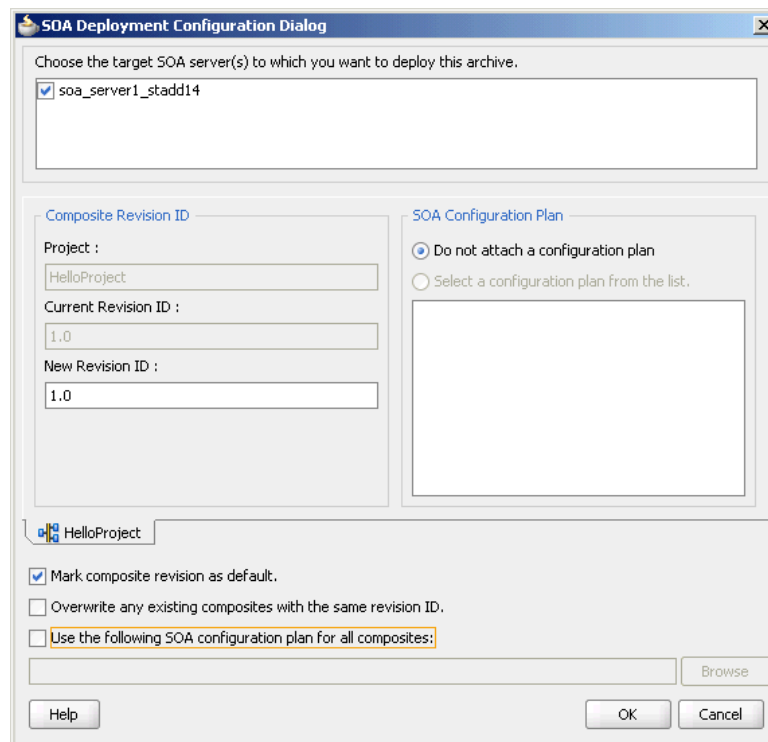 SOA Deployment Configuration Dialog
Choose the target SOA server(s) to which you want to deploy this archive.
soa_server1_stadd14
Composite Revision ID
Project :
HelloProject
Current Revision ID :
1.0
New Revision ID :
1.0
SOA Configuration Plan
Do not attach a configuration plan
Select a configuration plan from the list.
HelloProject
Mark composite revision as default.
Overwrite any existing composites with the same revision ID.
Use the following SOA configuration plan for all composites:
Browse
Help
OK
Cancel